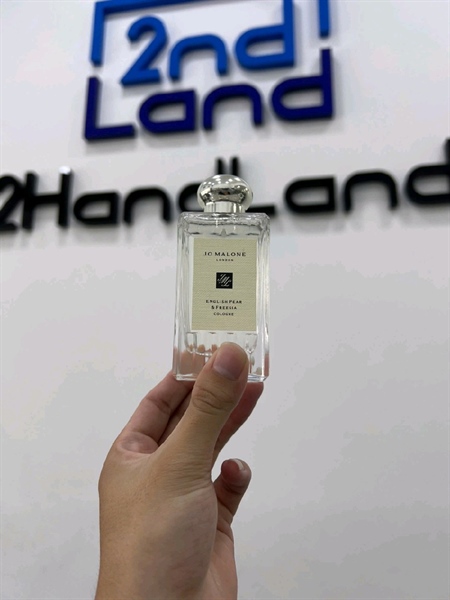 2nd
Land
2HandLand
JO MALONE
LONDON
ENGLISH PEAR
& FREESIA
COLOGNE